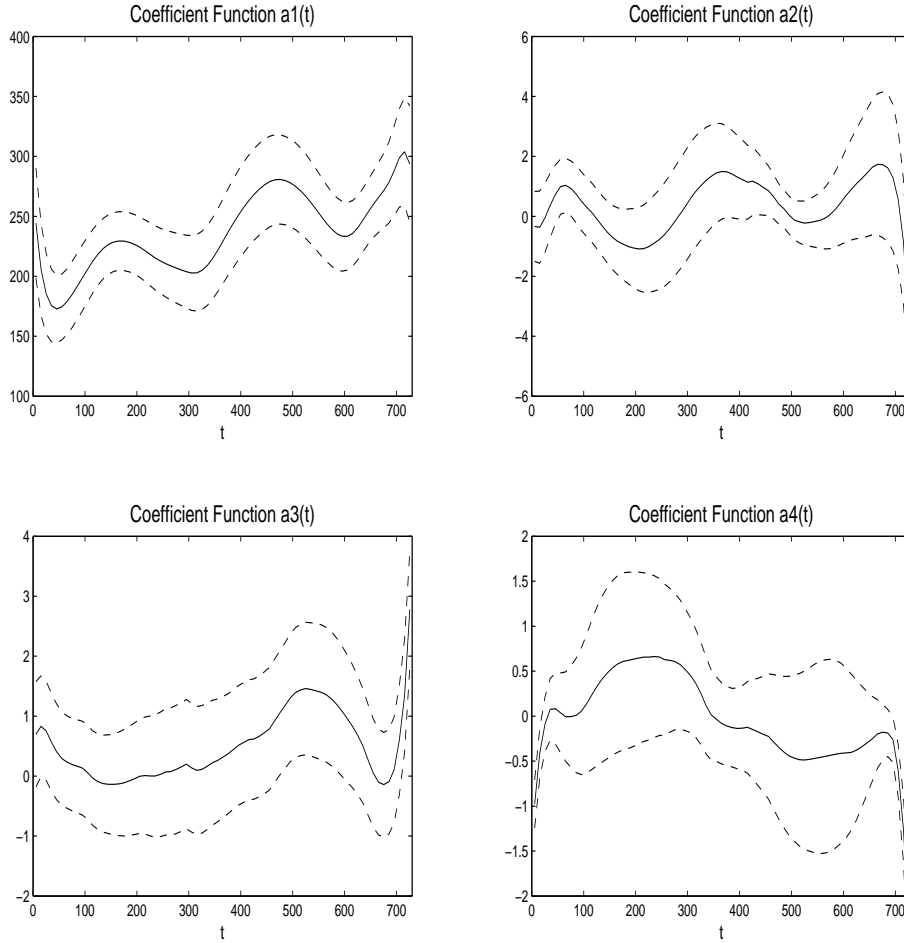 Coefficient Function a1(t)
400
350
300
250
200
150
100
0 100 200 300 400 500 600 700
t
Coefficient Function a2(t)
6
4
2
0
−2
−4
−6
0 100 200 300 400 500 600 700
t
Coefficient Function a3(t)
4
3
2
1
0
−1
−2
0 100 200 300 400 500 600 700
t
Coefficient Function a4(t)
2
1.5
1
0.5
0
−0.5
−1
−1.5
−2
0 100 200 300 400 500 600 700
t